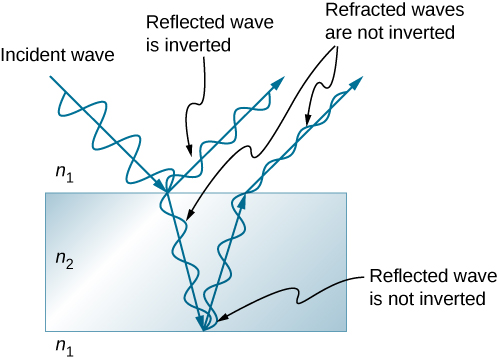 Incident wave
Reflected wave
is inverted
Refracted waves
are not inverted
n1
n2
n1
Reflected wave
is not inverted